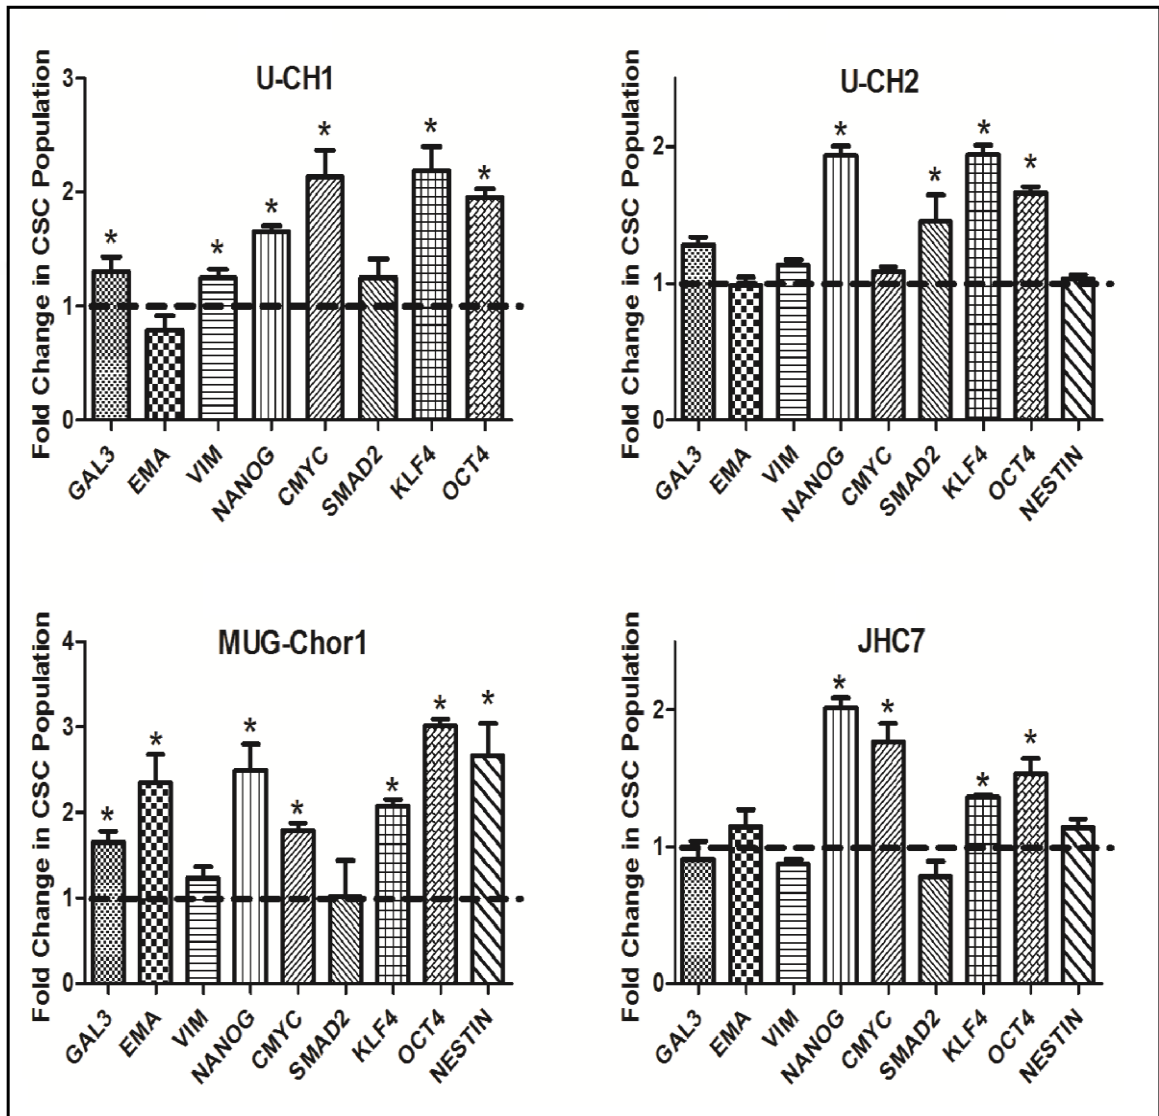 U-CH1
Fold Change in CSC Population
3
2
1
0
* * * * * *
GAL3 EMA VIM NANOG CMYC SMAD2 KLF4 OCT4
U-CH2
Fold Change in CSC Population
2
1
0
* * * *
GAL3 EMA VIM NANOG CMYC SMAD2 KLF4 OCT4 NESTIN
MUG-Chor1
Fold Change in CSC Population
4
3
2
1
0
* * * * * * *
GAL3 EMA VIM NANOG CMYC SMAD2 KLF4 OCT4 NESTIN
JHC7
Fold Change in CSC Population
2
1
0
* * * *
GAL3 EMA VIM NANOG CMYC SMAD2 KLF4 OCT4 NESTIN